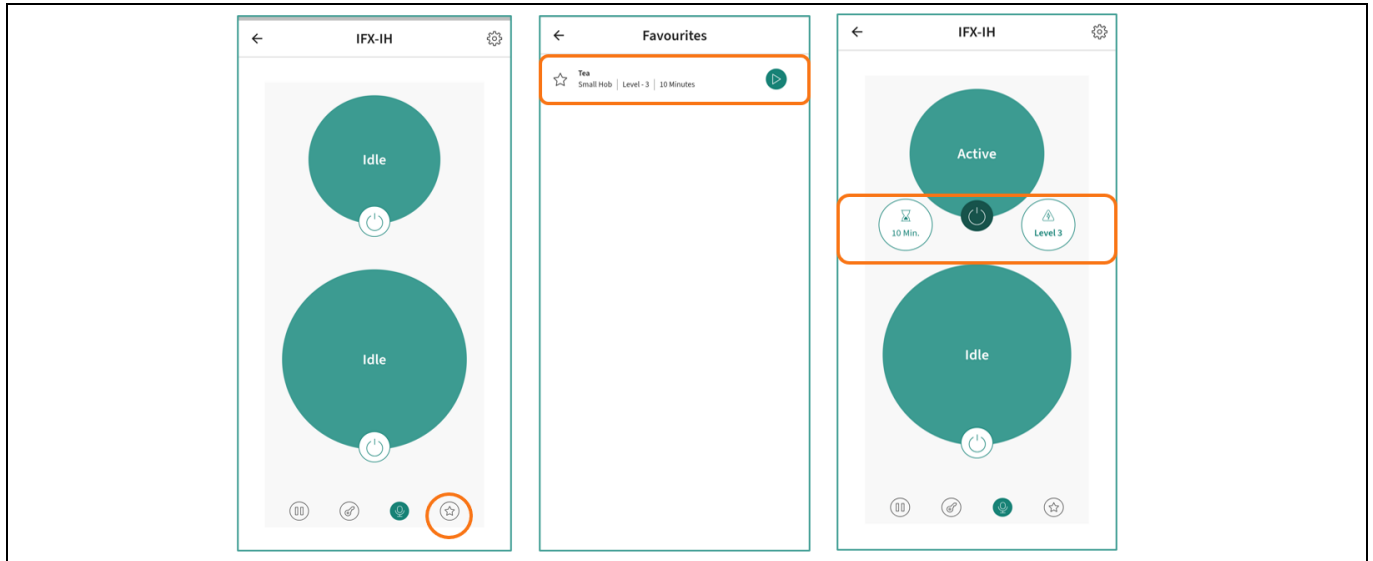 IFX-IH
Idle
Idle
Favourites
Tea
Small Hob | Level - 3 | 10 Minutes
IFX-IH
Active
10 Min.
Level 3
Idle